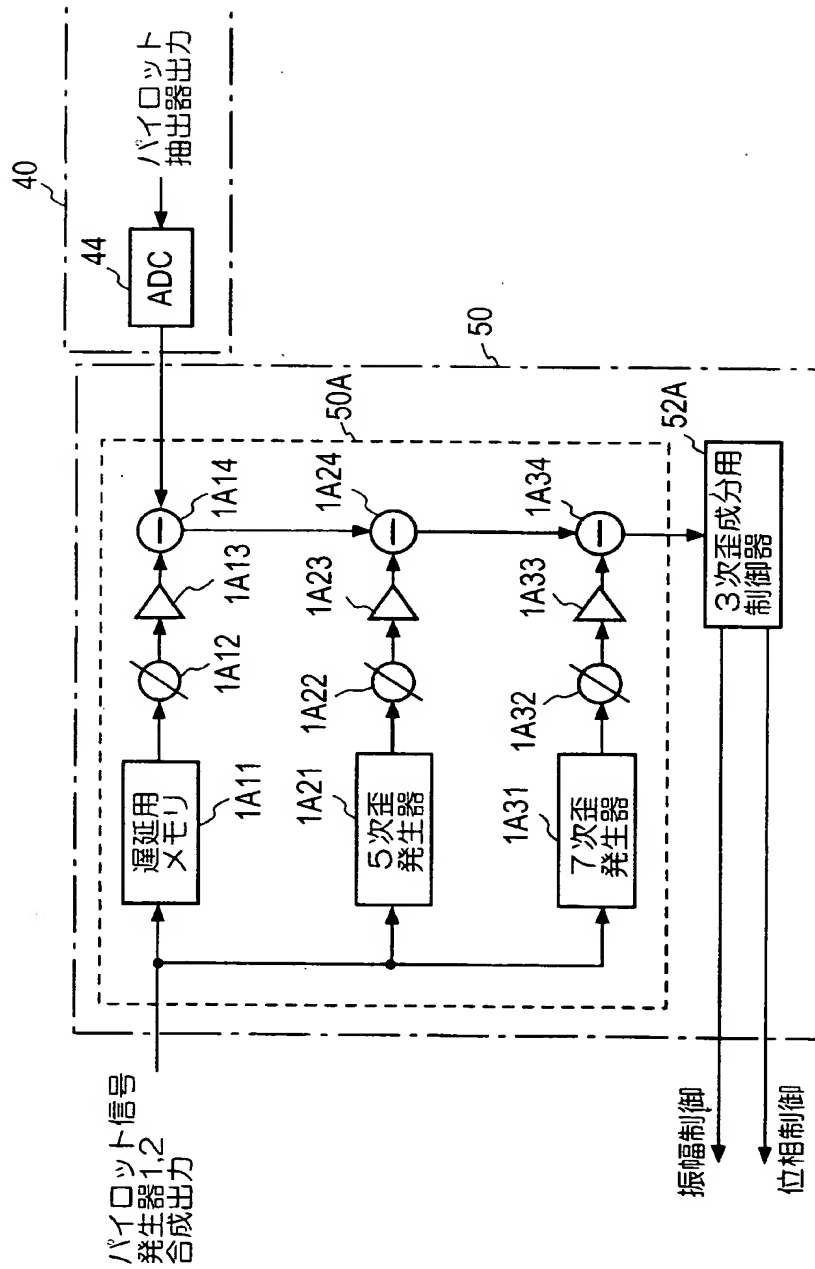 40
パイロット
抽出器出力
44
ADC
50
50A
1A14
1A13
1A12
遅延用
メモリ
1A11
パイロット信号
発生器1,2
合成出力
1A24
1A23
1A22
5次歪
発生器
1A21
1A34
1A33
1A32
7次歪
発生器
1A31
52A
3次歪成分用
制御器
振幅制御
位相制御